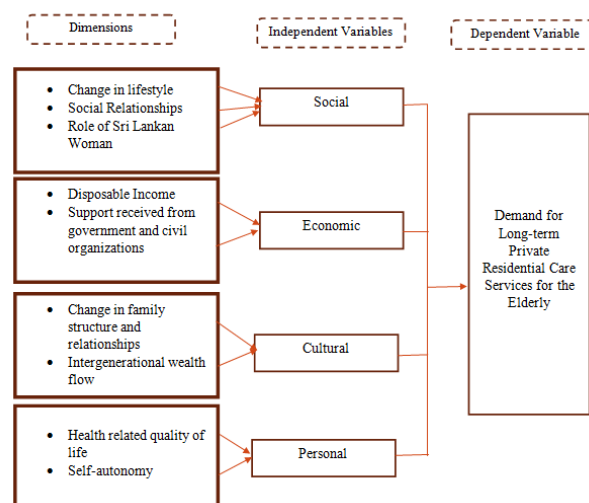 Dimensions
Independent Variables
Dependent Variable
• Change in lifestyle
• Social Relationships
• Role of Sri Lankan
Woman
Social
• Disposable Income
• Support received from
government and civil
organizations
Economic
• Change in family
structure and
relationships
• Intergenerational wealth
flow
Cultural
• Health related quality of
life
• Self-autonomy
Personal
Demand for
Long-term
Private
Residential Care
Services for the
Elderly